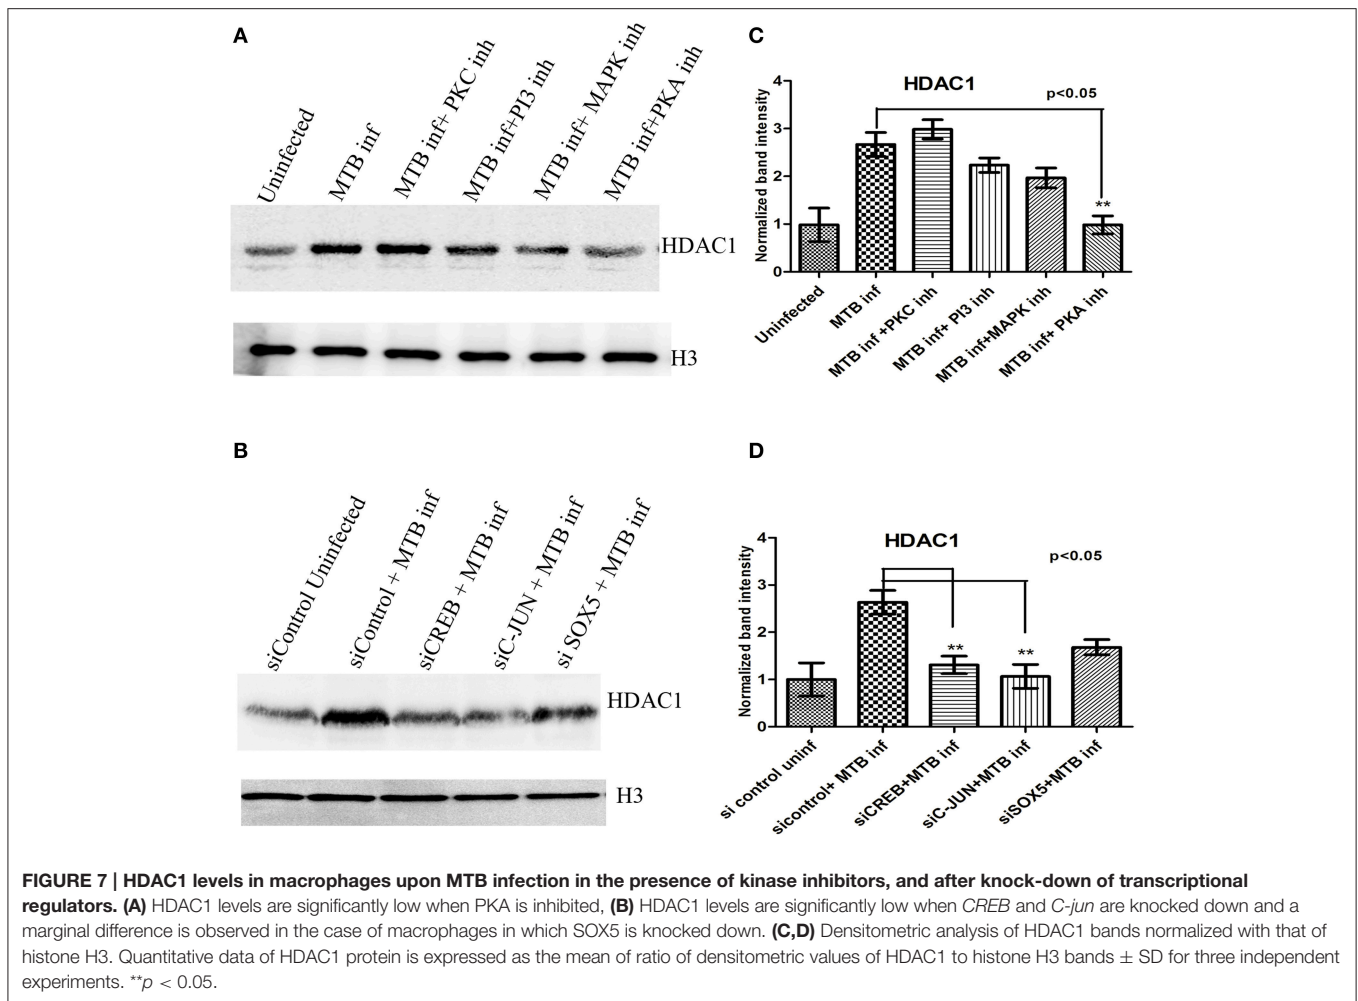 A
Uninfected
MTB inf
MTB inf+ PKC inh
MTB inf+PI3 inh
MTB inf+ MAPK inh
MTB inf+PKA inh
HDAC1
H3
C
HDAC1
p<0.05
Normalized band intensity
4
3
2
1
0
**
Uninfected
MTB inf
MTB inf +PKC inh
MTB inf+ PI3 inh
MTB inf+MAPK inh
MTB inf+ PKA inh
B
siControl Uninfected
siControl + MTB inf
siCREB + MTB inf
siC-JUN + MTB inf
si SOX5 + MTB inf
HDAC1
H3
D
HDAC1
p<0.05
Normalized band intensity
4
3
2
1
0
**
**
si control uninf
sicontrol+ MTB inf
siCREB+MTB inf
siC-JUN+MTB inf
siSOX5+MTB inf
FIGURE 7 | HDAC1 levels in macrophages upon MTB infection in the presence of kinase inhibitors, and after knock-down of transcriptional
regulators. (A) HDAC1 levels are significantly low when PKA is inhibited, (B) HDAC1 levels are significantly low when CREB and C-jun are knocked down and a
marginal difference is observed in the case of macrophages in which SOX5 is knocked down. (C,D) Densitometric analysis of HDAC1 bands normalized with that of
histone H3. Quantitative data of HDAC1 protein is expressed as the mean of ratio of densitometric values of HDAC1 to histone H3 bands ± SD for three independent
experiments. **p < 0.05.